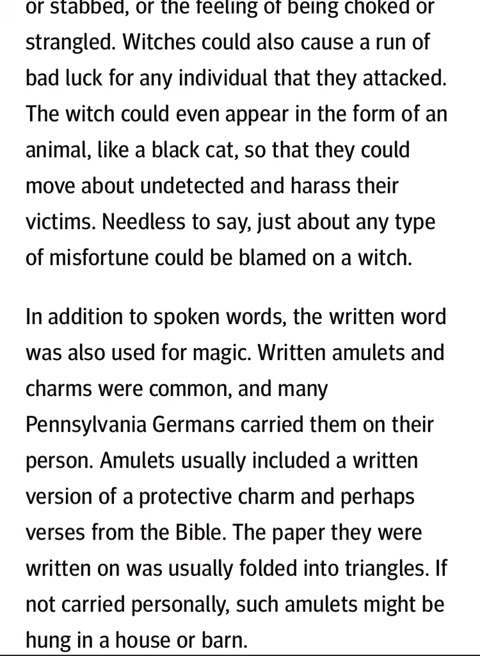 or stabbed, or the feeling of being choked or
strangled. Witches could also cause a run of
bad luck for any individual that they attacked.
The witch could even appear in the form of an
animal, like a black cat, so that they could
move about undetected and harass their
victims. Needless to say, just about any type
of misfortune could be blamed on a witch.
In addition to spoken words, the written word
was also used for magic. Written amulets and
charms were common, and many
Pennsylvania Germans carried them on their
person. Amulets usually included a written
version of a protective charm and perhaps
verses from the Bible. The paper they were
written on was usually folded into triangles. If
not carried personally, such amulets might be
hung in a house or barn.